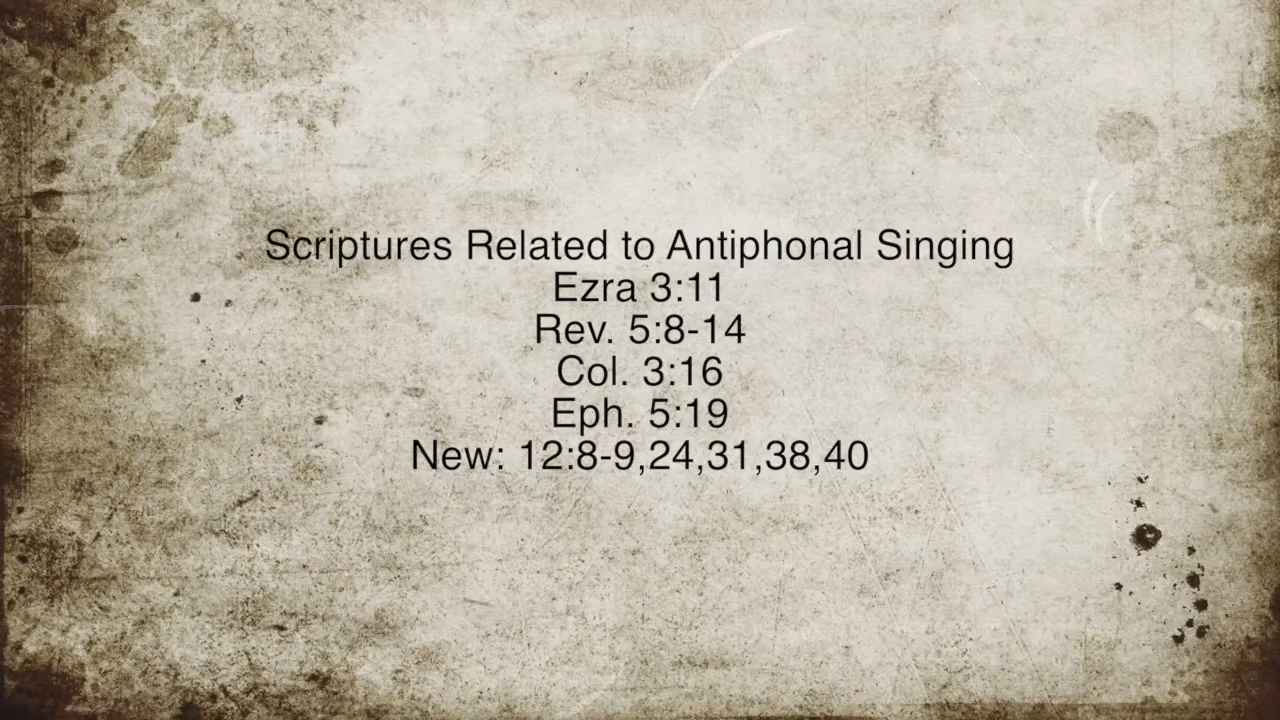 Scriptures Related to Antiphonal Singing
Ezra 3:11
Rev. 5:8-14
Col. 3:16
Eph. 5:19
New: 12:8-9,24,31,38,40